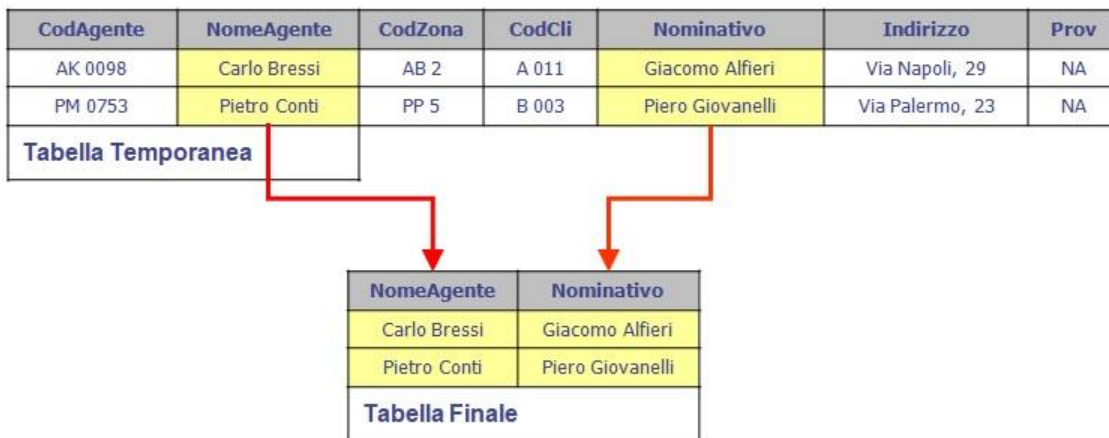 CodAgente NomeAgente CodZona CodCli Nominativo Indirizzo Prov
AK 0098 Carlo Bressi AB 2 A 011 Giacomo Alfieri Via Napoli, 29 NA
PM 0753 Pietro Conti PP 5 B 003 Piero Giovanelli Via Palermo, 23 NA
Tabella Temporanea
NomeAgente Nominativo
Carlo Bressi Giacomo Alfieri
Pietro Conti Piero Giovanelli
Tabella Finale